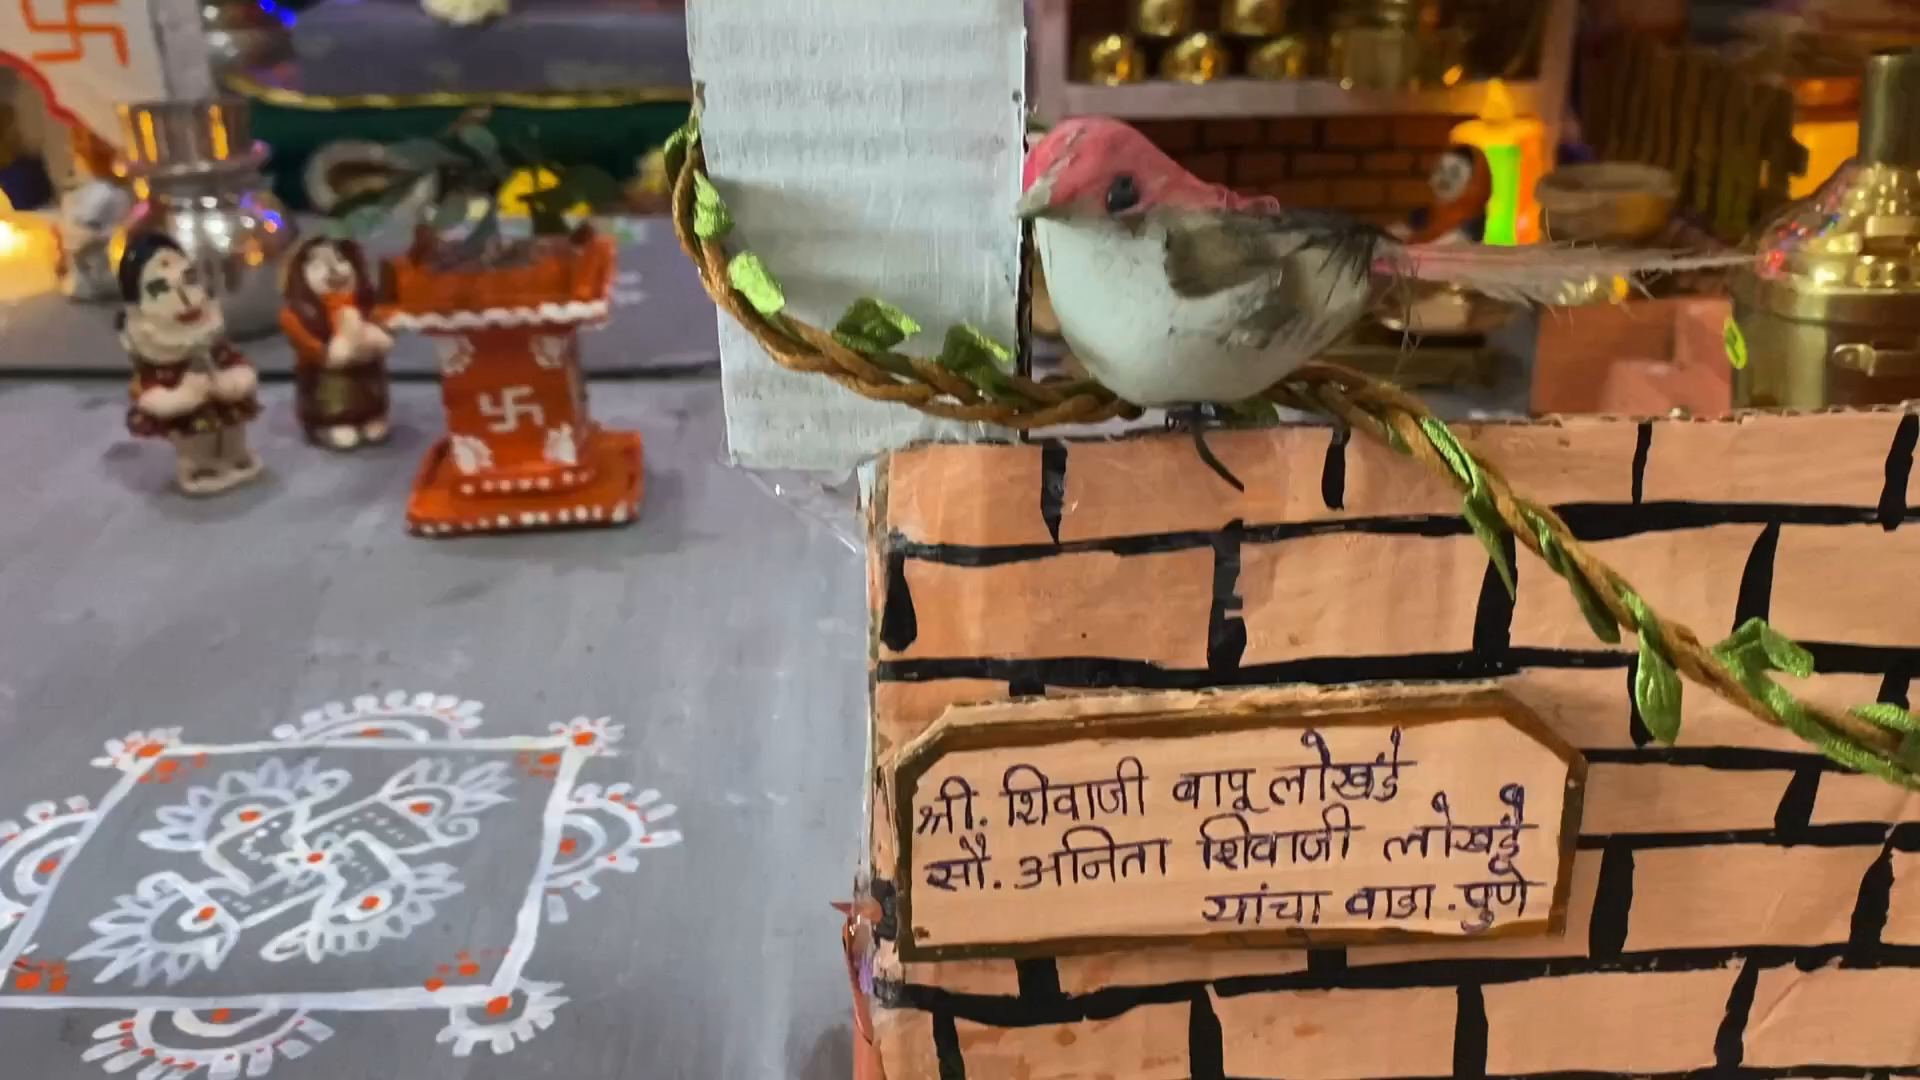 श्री. शिवाजी बापू लोखंडे
सौ. अनिता शिवाजी लोखंडे
यांचा वाडा. पुणे